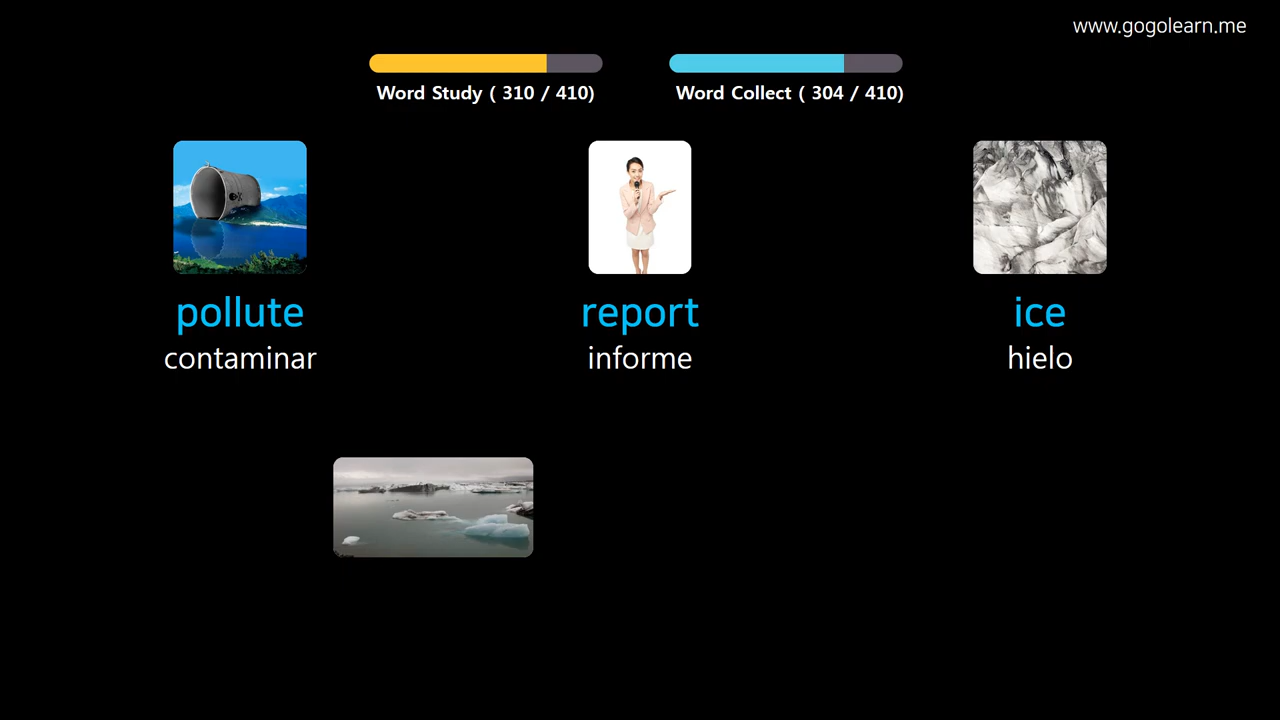 www.gogolearn.me
Word Study ( 310 / 410)
Word Collect ( 304 / 410)
pollute
report
ice
contaminar
informe
hielo